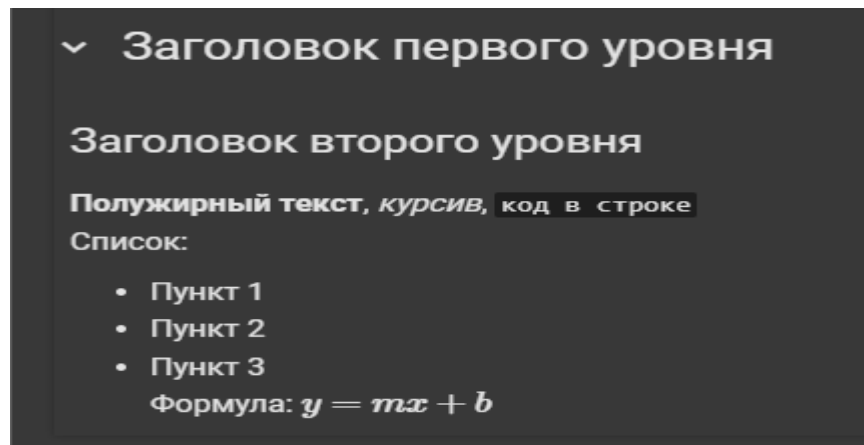 Заголовок первого уровня
Заголовок второго уровня
Полужирный текст, курсив, код в строке
Список:
• Пункт 1
• Пункт 2
• Пункт 3
Формула: y = mx + b